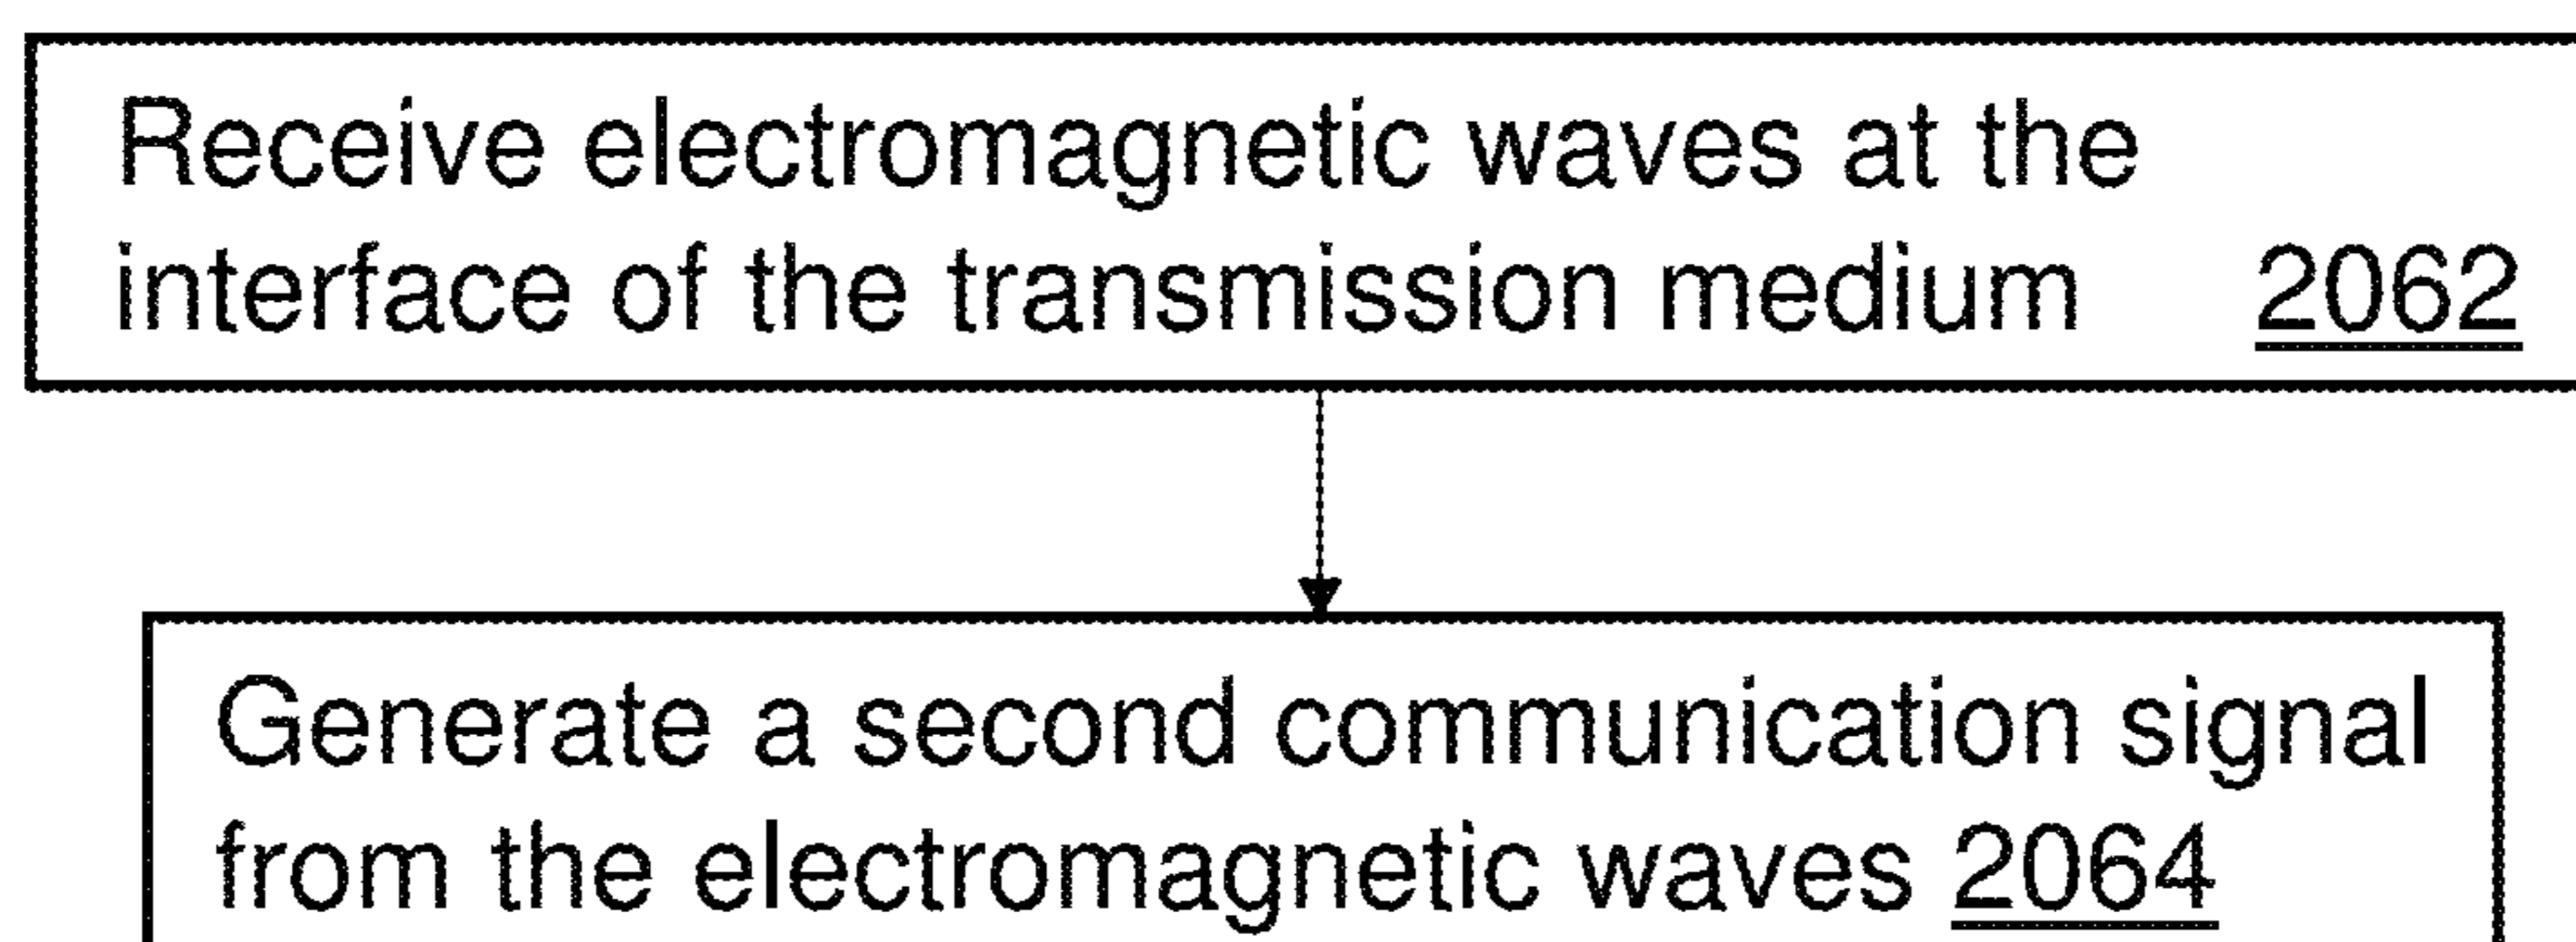 Receive electromagnetic waves at the
interface of the transmission medium 2062
Generate a second communication signal
from the electromagnetic waves 2064